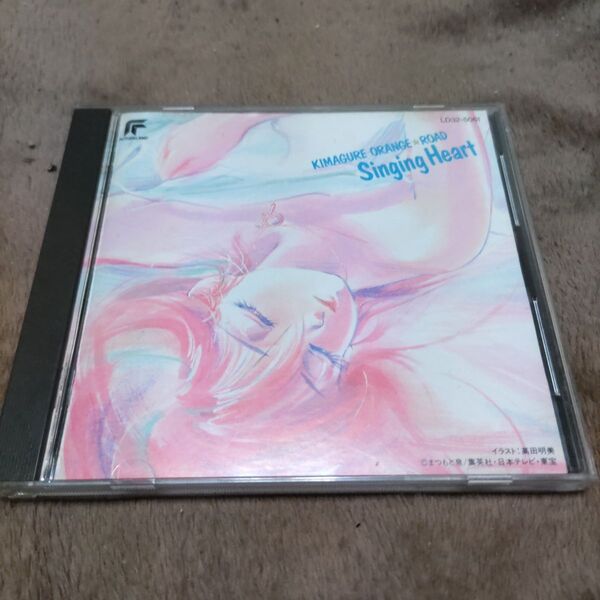 FUTURELAND
LD32-5061
KIMAGURE ORANGE☆ROAD
Singing Heart
イラスト：高田明美
©まつもと泉/集英社・日本テレビ・東宝